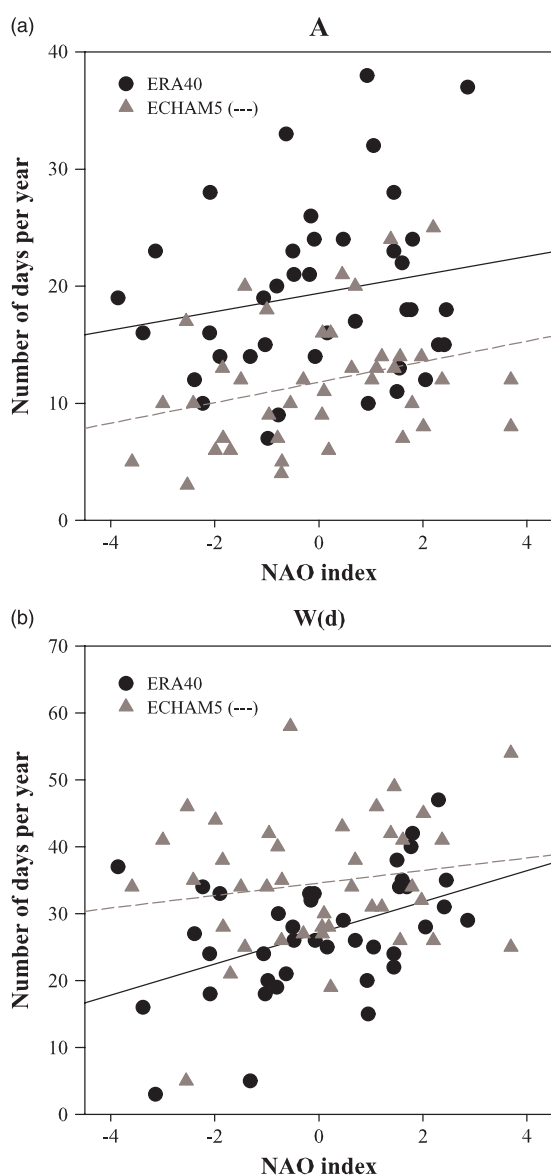 (a)
A
40
30
20
10
0
Number of days per year
ERA40
ECHAM5 (---)
-4 -2 0 2 4
NAO index
(b)
W(d)
70
60
50
40
30
20
10
0
Number of days per year
ERA40
ECHAM5 (---)
-4 -2 0 2 4
NAO index